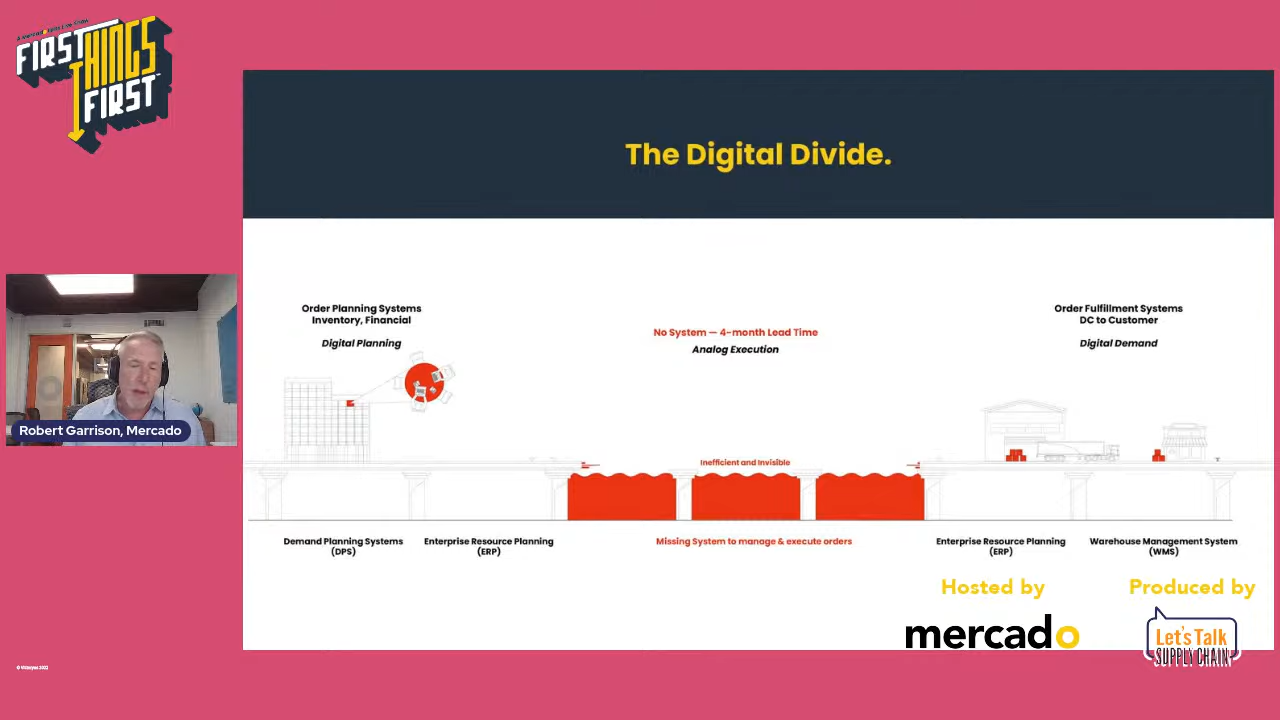 FIRST
THINGS
FIRST
The Digital Divide.
Order Planning Systems
Inventory, Financial
Digital Planning
No System — 4-month Lead Time
Analog Execution
Order Fulfillment Systems
DC to Customer
Digital Demand
Robert Garrison, Mercado
Inefficient and Invisible
Demand Planning Systems
(DPS)
Enterprise Resource Planning
(ERP)
Missing System to manage & execute orders
Enterprise Resource Planning
(ERP)
Warehouse Management System
(WMS)
Hosted by
mercado
Produced by
Let's Talk
SUPPLY CHAIN